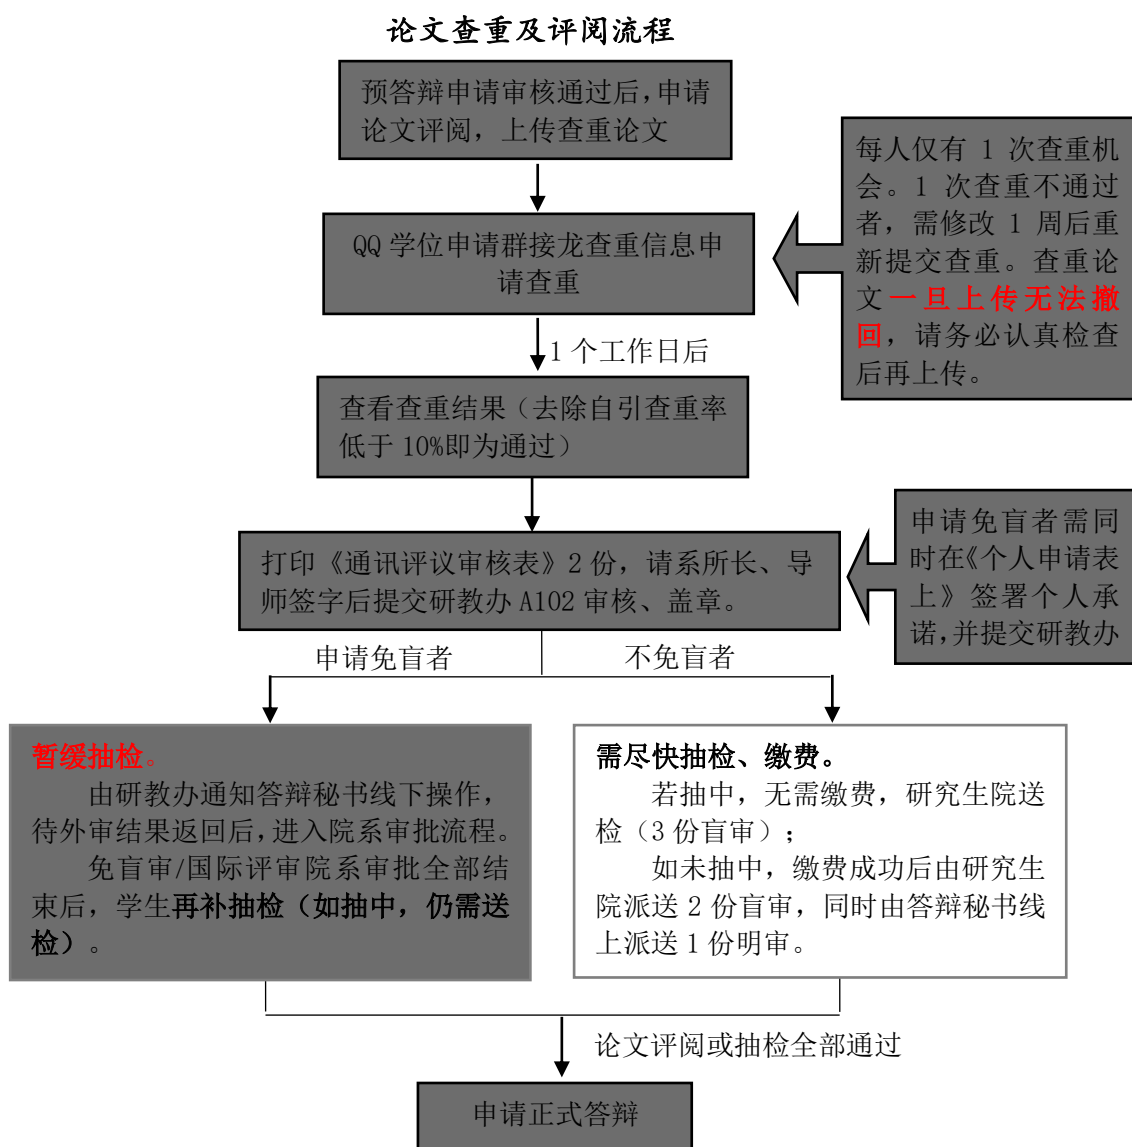 论文查重及评阅流程
预答辩申请审核通过后，申请
论文评阅，上传查重论文
每人仅有 1 次查重机
会。1 次查重不通过
者，需修改 1 周后重
新提交查重。查重论
文一旦上传无法撤
回，请务必认真检查
后再上传。
QQ 学位申请群接龙查重信息申
请查重
1 个工作日后
查看查重结果（去除自引查重率
低于 10%即为通过）
打印《通讯评议审核表》2 份，请系所长、导
师签字后提交研教办 A102 审核、盖章。
申请免盲者需同
时在《个人申请表
上》签署个人承
诺，并提交研教办
申请免盲者
不免盲者
暂缓抽检。
由研教办通知答辩秘书线下操作，
待外审结果返回后，进入院系审批流程。
免盲审/国际评审院系审批全部结
束后，学生再补抽检（如抽中，仍需送
检）。
需尽快抽检、缴费。
若抽中，无需缴费，研究生院送
检（3 份盲审）；
如未抽中，缴费成功后由研究生
院派送 2 份盲审，同时由答辩秘书线
上派送 1 份明审。
论文评阅或抽检全部通过
申请正式答辩